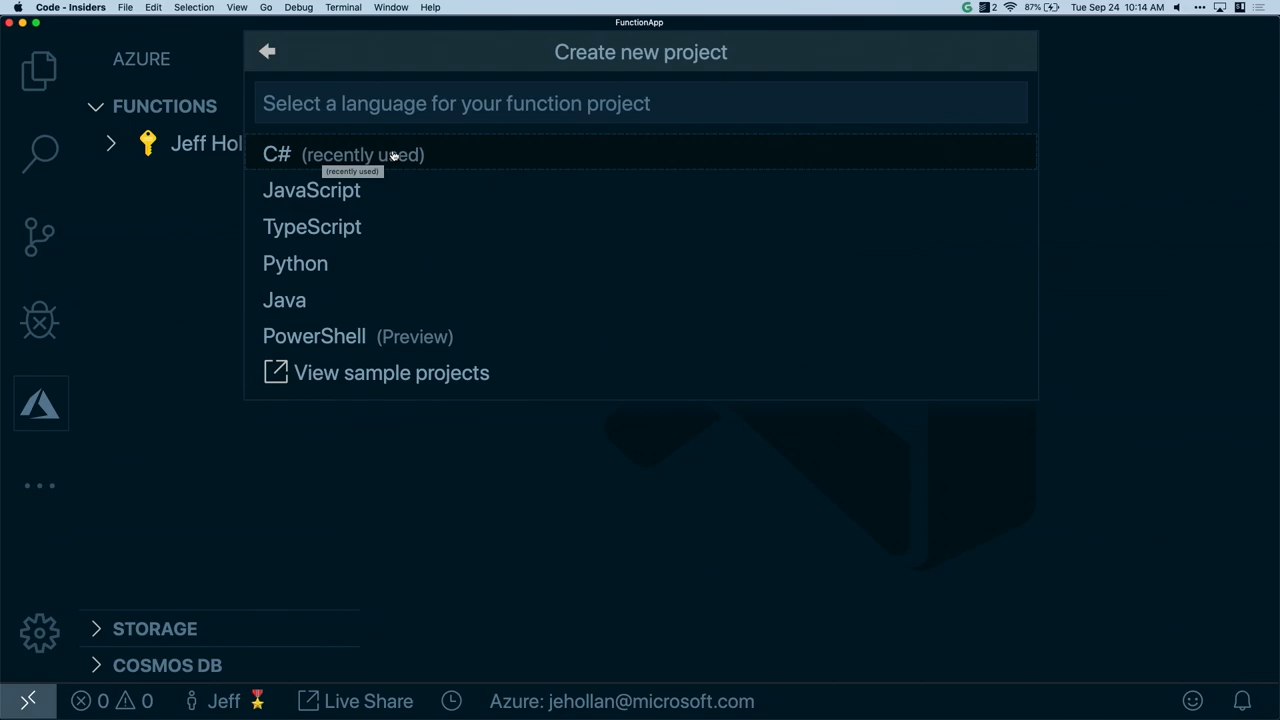 Code - Insiders File Edit Selection View Go Debug Terminal Window Help 2 87% Tue Sep 24 10:14 AM
FunctionApp
AZURE
FUNCTIONS
Jeff Hol
Create new project
Select a language for your function project
C# (recently used)
(recently used)
JavaScript
TypeScript
Python
Java
PowerShell (Preview)
View sample projects
STORAGE
COSMOS DB
0 0 Jeff Live Share Azure: jehollan@microsoft.com